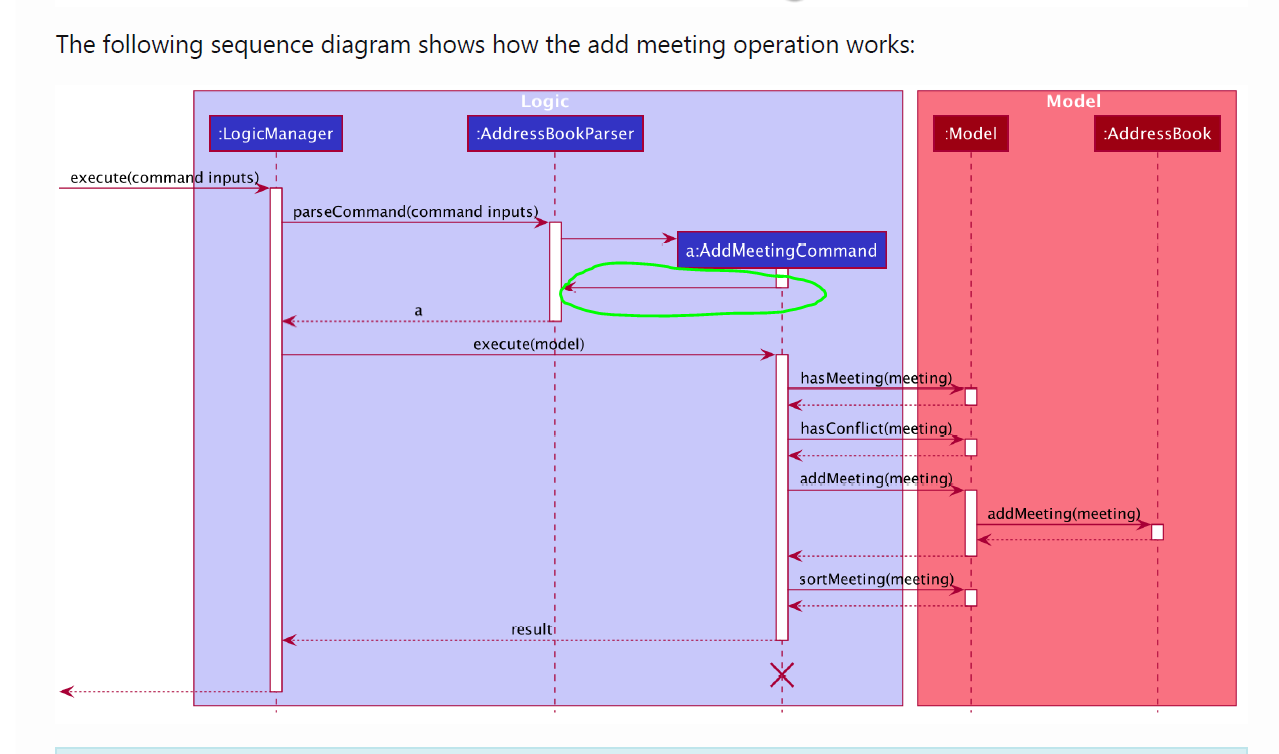 The following sequence diagram shows how the add meeting operation works:
Logic
Model
:LogicManager
:AddressBookParser
:Model
:AddressBook
execute(command inputs)
parseCommand(command inputs)
a:AddMeetingCommand
a
execute(model)
hasMeeting(meeting)
hasConflict(meeting)
addMeeting(meeting)
addMeeting(meeting)
sortMeeting(meeting)
result